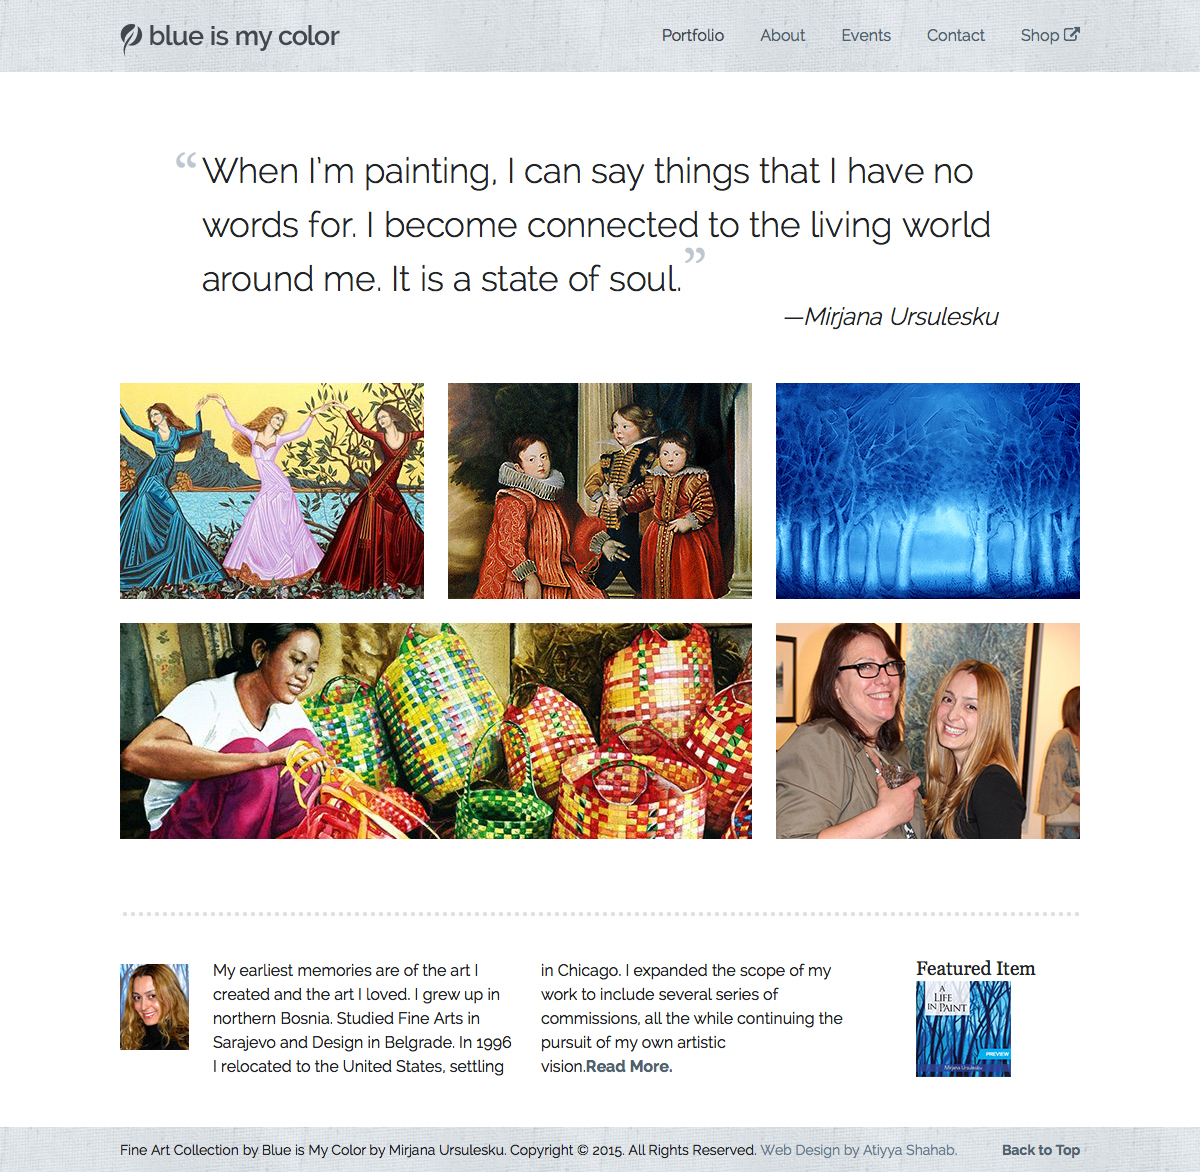 blue is my color
Portfolio About Events Contact Shop
“When I'm painting, I can say things that I have no
words for. I become connected to the living world
around me. It is a state of soul.”
—Mirjana Ursulesku
My earliest memories are of the art I
created and the art I loved. I grew up in
northern Bosnia. Studied Fine Arts in
Sarajevo and Design in Belgrade. In 1996
I relocated to the United States, settling
in Chicago. I expanded the scope of my
work to include several series of
commissions, all the while continuing the
pursuit of my own artistic
vision.Read More.
Featured Item
A
LIFE
IN PAINT
PREVIEW
Mirjana Ursulesku
Fine Art Collection by Blue is My Color by Mirjana Ursulesku. Copyright © 2015. All Rights Reserved. Web Design by Atiyya Shahab. Back to Top